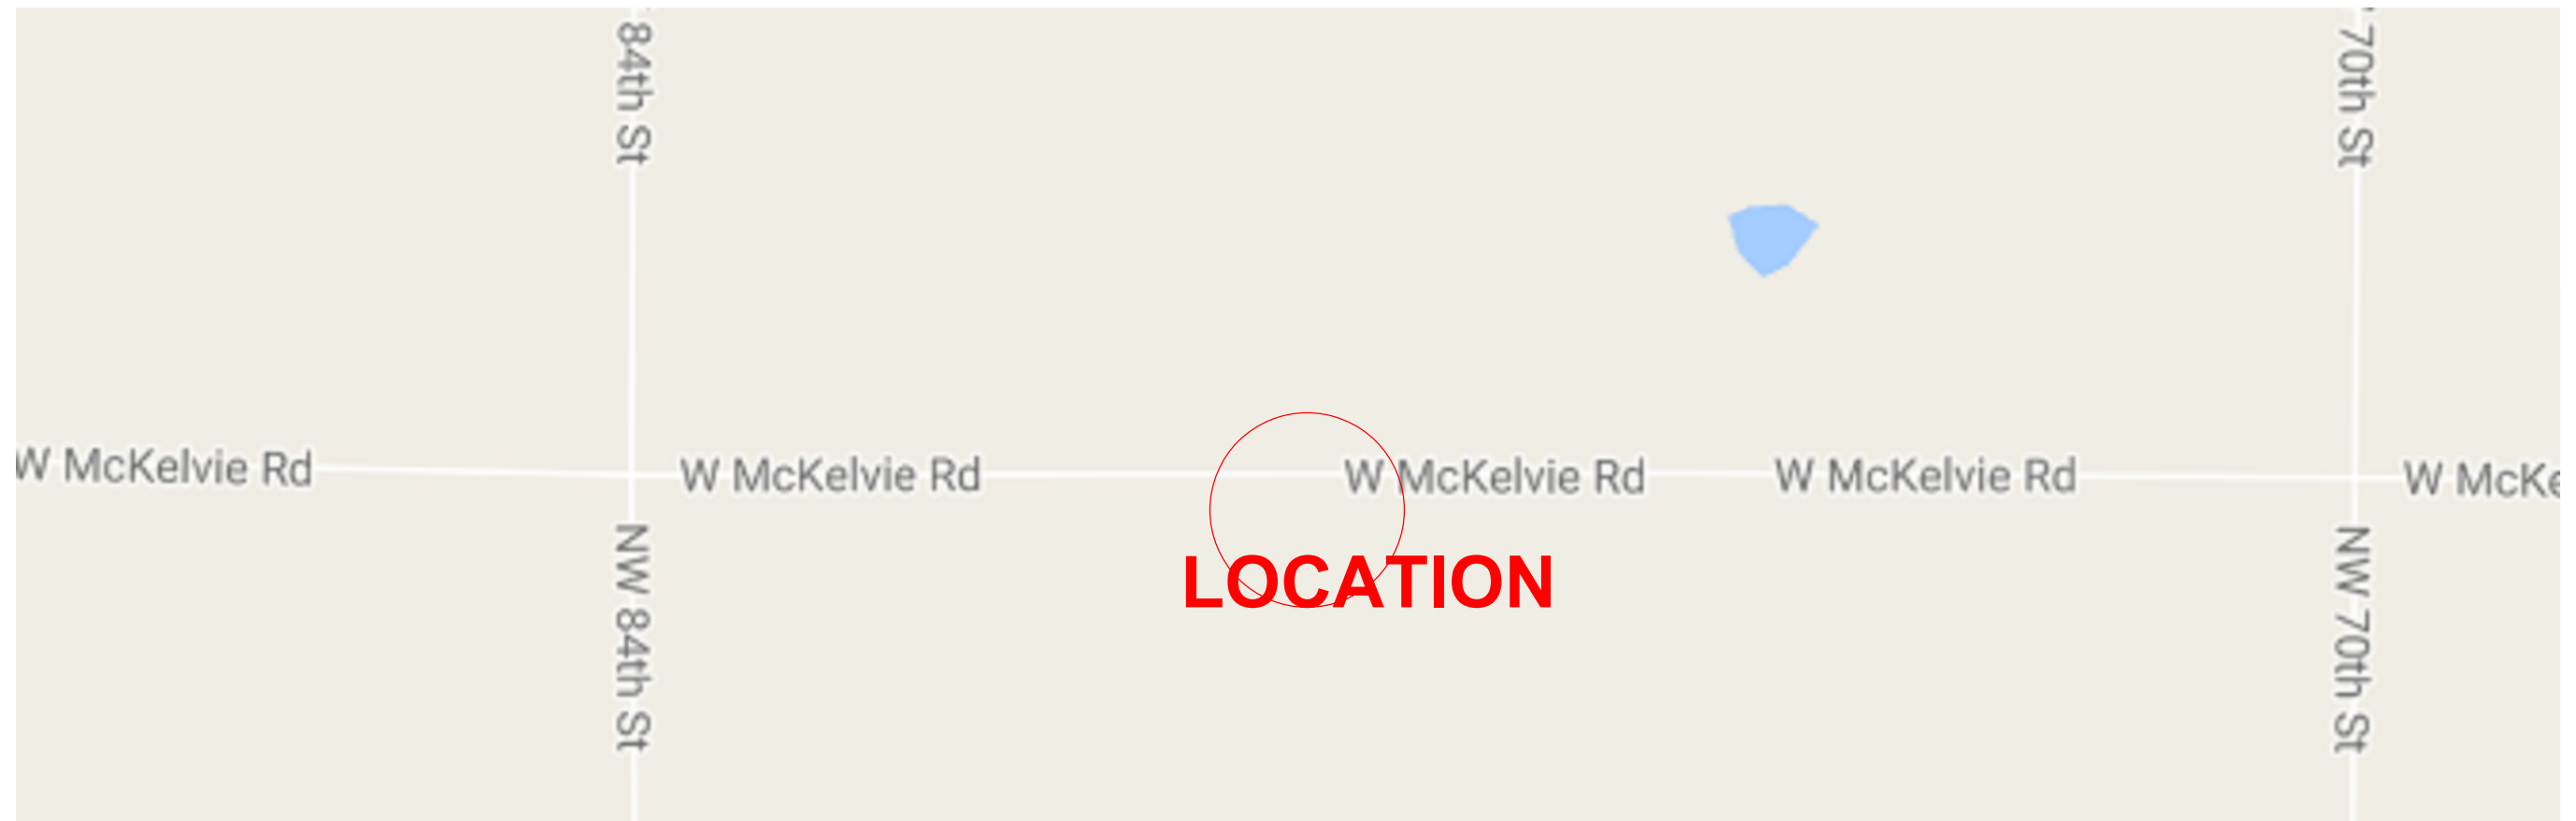 84th St
70th St
W McKelvie Rd
W McKelvie Rd
W McKelvie Rd
W McKelvie Rd
W McKe
LOCATION
NW 84th St
NW 70th St